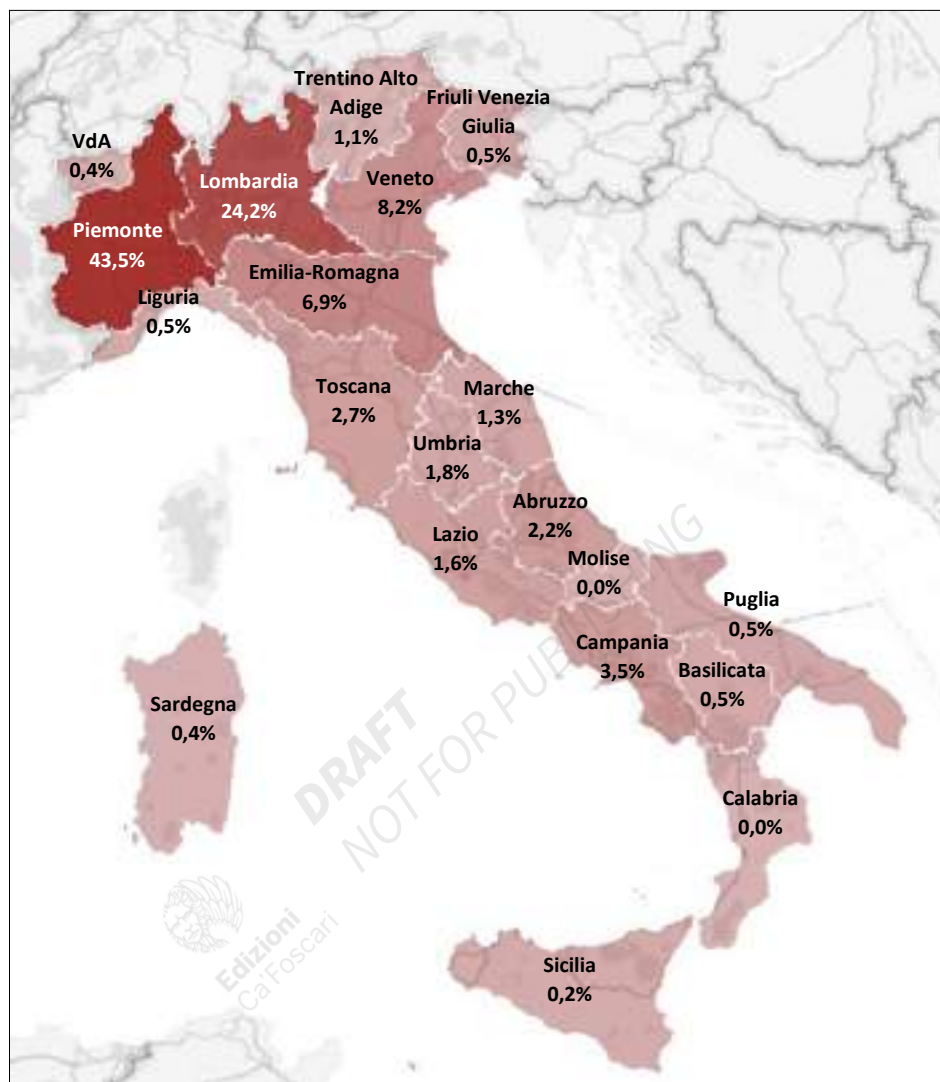 Trentino Alto
Adige
1,1%
Friuli Venezia
Giulia
0,5%
VdA
0,4%
Lombardia
24,2%
Veneto
8,2%
Piemonte
43,5%
Emilia-Romagna
6,9%
Liguria
0,5%
Toscana
2,7%
Marche
1,3%
Umbria
1,8%
Abruzzo
2,2%
Lazio
1,6%
Molise
0,0%
Puglia
0,5%
Campania
3,5%
Basilicata
0,5%
Sardegna
0,4%
Calabria
0,0%
Sicilia
0,2%
DRAFT
NOT FOR PUBLISHING
Edizioni
Ca'Foscari